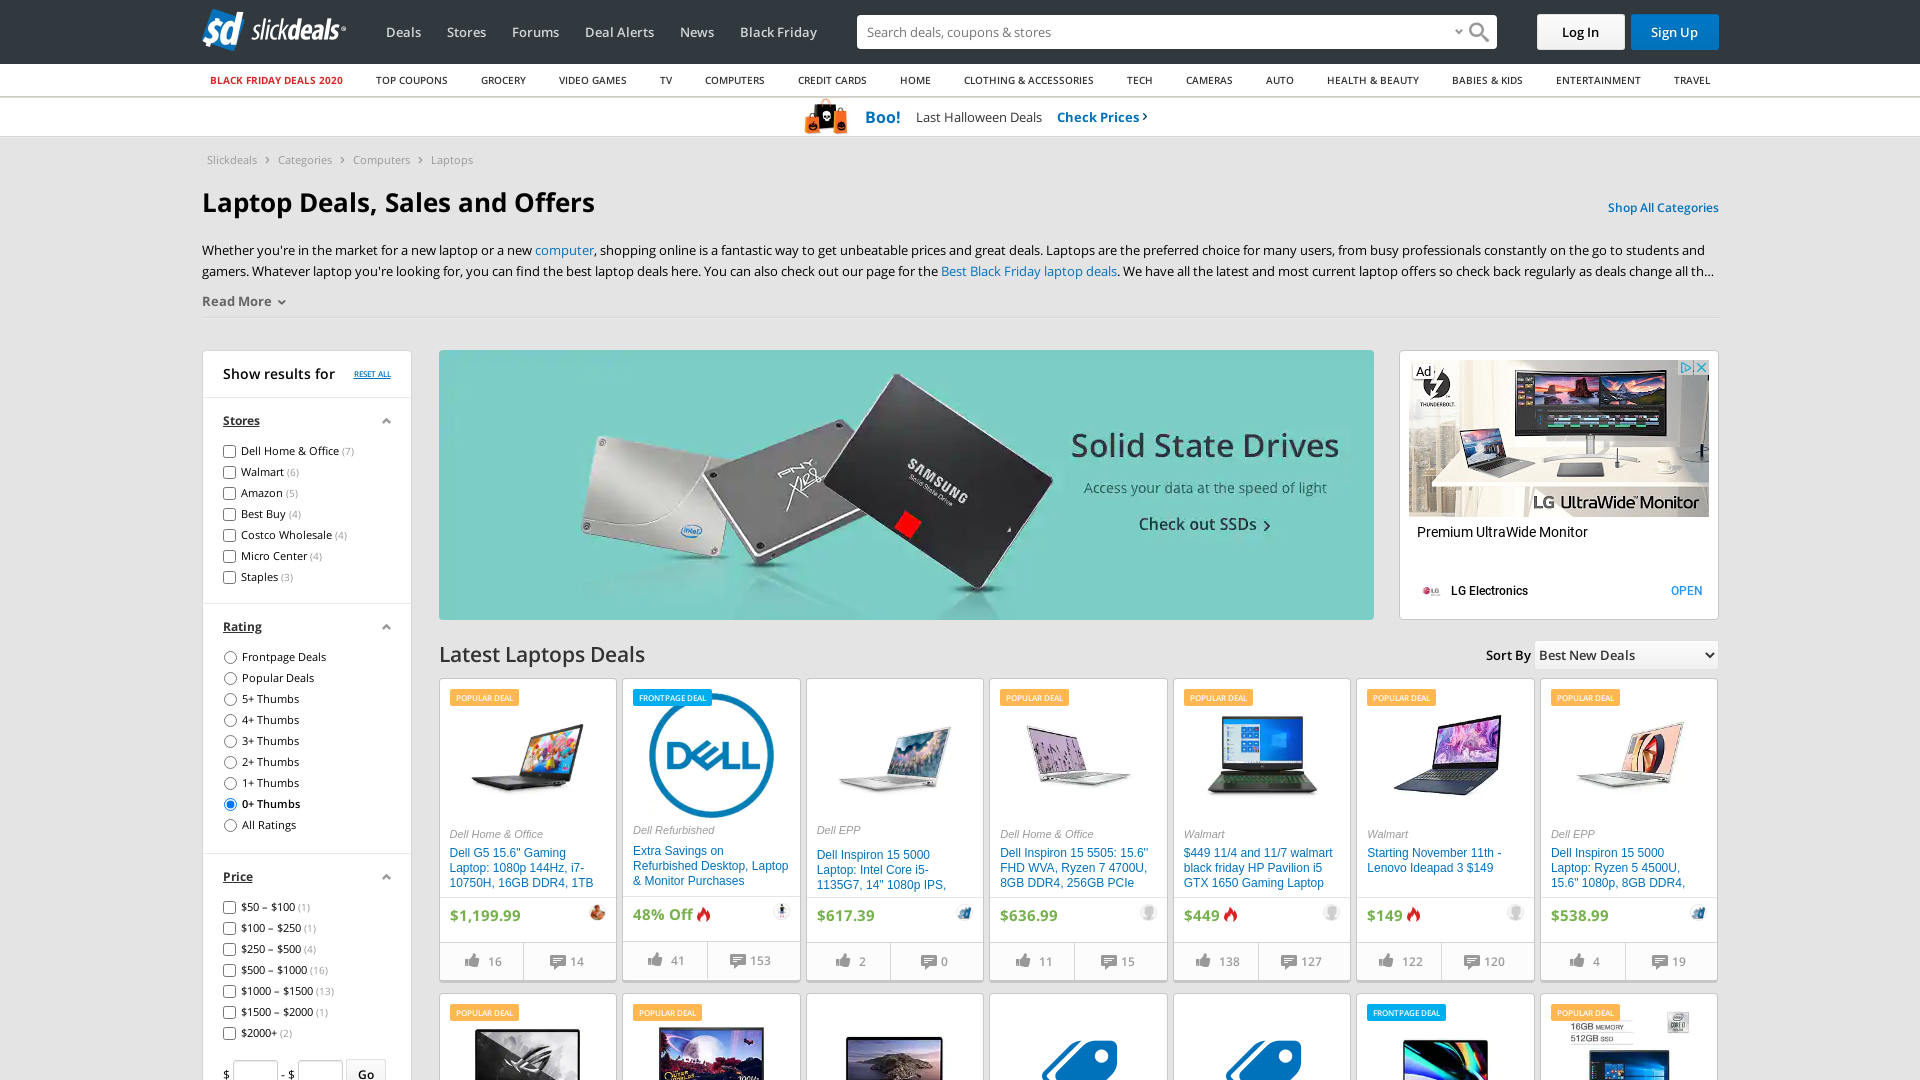 slickdeals
Deals
Stores
Forums
Deal Alerts
News
Black Friday
Search deals, coupons & stores
Log In
Sign Up
BLACK FRIDAY DEALS 2020
TOP COUPONS
GROCERY
VIDEO GAMES
TV
COMPUTERS
CREDIT CARDS
HOME
CLOTHING & ACCESSORIES
TECH
CAMERAS
AUTO
HEALTH & BEAUTY
BABIES & KIDS
ENTERTAINMENT
TRAVEL
Boo! Last Halloween Deals Check Prices
Slickdeals > Categories > Computers > Laptops
Laptop Deals, Sales and Offers
Shop All Categories
Whether you're in the market for a new laptop or a new computer, shopping online is a fantastic way to get unbeatable prices and great deals. Laptops are the preferred choice for many users, from busy professionals constantly on the go to students and
gamers. Whatever laptop you're looking for, you can find the best laptop deals here. You can also check out our page for the Best Black Friday laptop deals. We have all the latest and most current laptop offers so check back regularly as deals change all th...
Read More
Show results for
RESET ALL
Stores
Dell Home & Office (7)
Walmart (6)
Amazon (5)
Best Buy (4)
Costco Wholesale (4)
Micro Center (4)
Staples (3)
Rating
Frontpage Deals
Popular Deals
5+ Thumbs
4+ Thumbs
3+ Thumbs
2+ Thumbs
1+ Thumbs
0+ Thumbs
All Ratings
Price
$50 – $100 (1)
$100 – $250 (1)
$250 – $500 (4)
$500 – $1000 (16)
$1000 – $1500 (13)
$1500 – $2000 (1)
$2000+ (2)
$ - $ Go
intel
PNY
XLR8
SAMSUNG
Solid State Drive
Solid State Drives
Access your data at the speed of light
Check out SSDs
Ad
THUNDERBOLT
LG UltraWide Monitor
Premium UltraWide Monitor
LG
LG Electronics
OPEN
Latest Laptops Deals
Sort By Best New Deals
POPULAR DEAL
Dell Home & Office
Dell G5 15.6" Gaming
Laptop: 1080p 144Hz, i7-
10750H, 16GB DDR4, 1TB
$1,199.99
16
14
FRONTPAGE DEAL
DELL
Dell Refurbished
Extra Savings on
Refurbished Desktop, Laptop
& Monitor Purchases
48% Off
41
153
Dell EPP
Dell Inspiron 15 5000
Laptop: Intel Core i5-
1135G7, 14" 1080p IPS,
$617.39
2
0
POPULAR DEAL
Dell Home & Office
Dell Inspiron 15 5505: 15.6"
FHD WVA, Ryzen 7 4700U,
8GB DDR4, 256GB PCIe
$636.99
11
15
POPULAR DEAL
Walmart
$449 11/4 and 11/7 walmart
black friday HP Pavilion i5
GTX 1650 Gaming Laptop
$449
138
127
POPULAR DEAL
Walmart
Starting November 11th -
Lenovo Ideapad 3 $149
$149
122
120
POPULAR DEAL
Dell EPP
Dell Inspiron 15 5000
Laptop: Ryzen 5 4500U,
15.6" 1080p, 8GB DDR4,
$538.99
4
19
POPULAR DEAL
POPULAR DEAL
FRONTPAGE DEAL
POPULAR DEAL
16GB MEMORY
512GB SSD